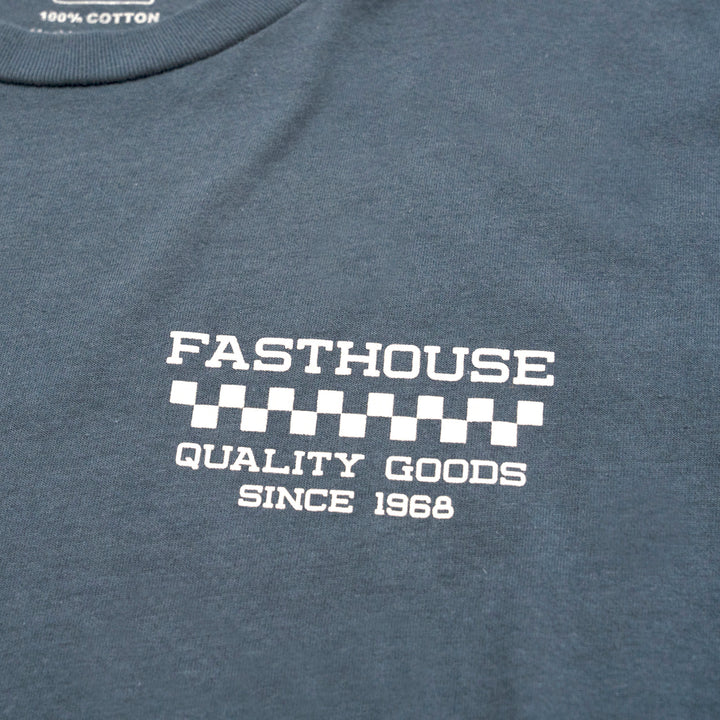 100% COTTON
FASTHOUSE
QUALITY GOODS
SINCE 1968